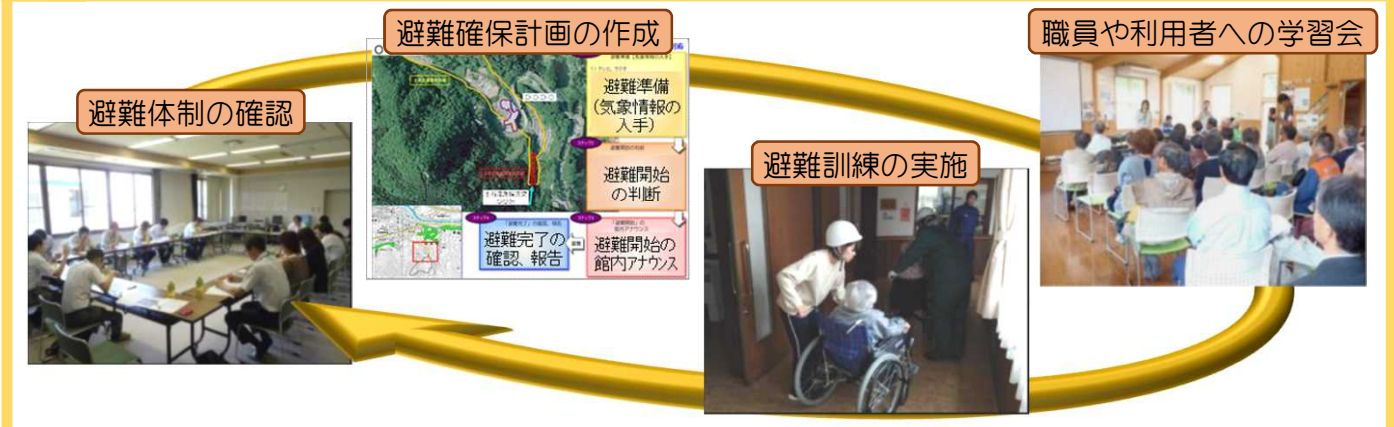 避難確保計画の作成
職員や利用者への学習会
避難体制の確認
避難訓練の実施
避難準備
(気象情報の
入手)
避難開始
の判断
避難開始の
館内アナウンス
避難完了の
確認、報告